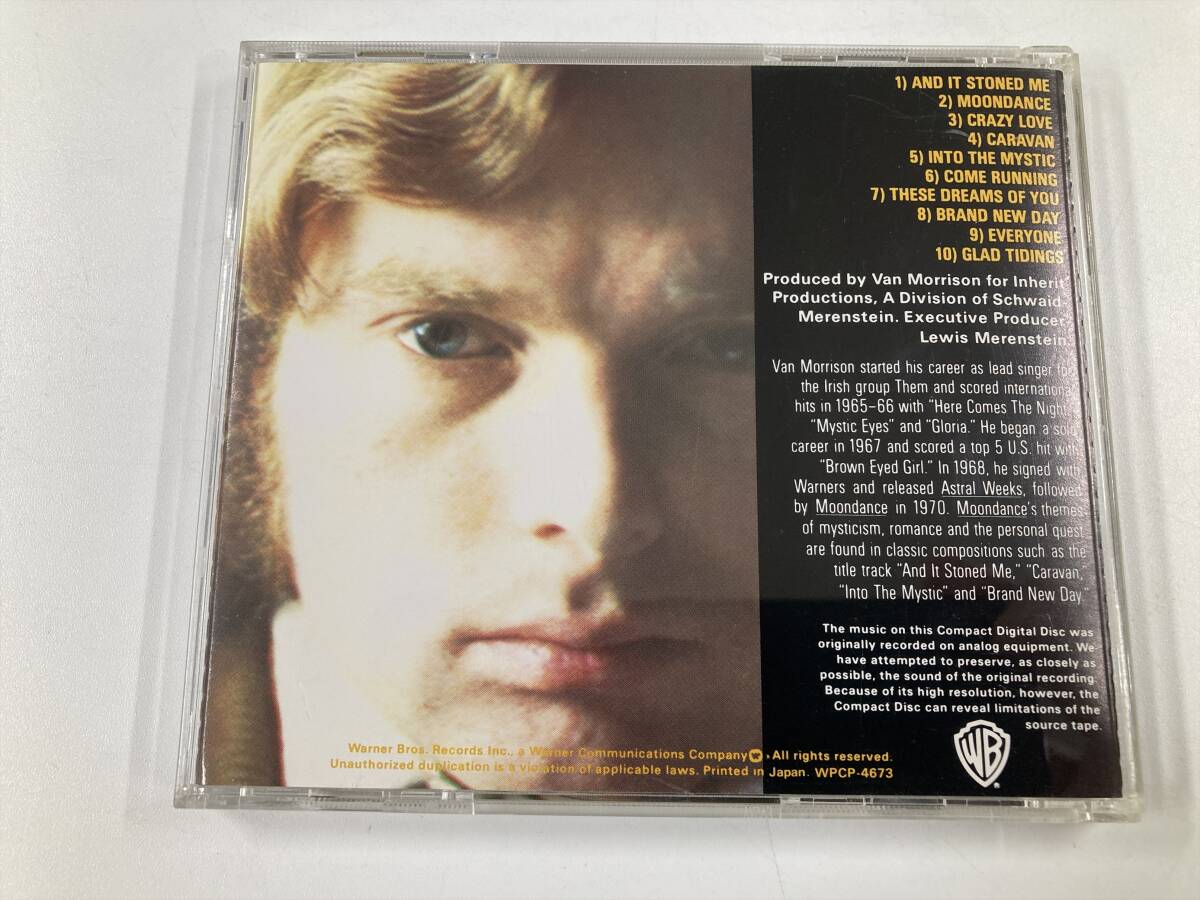 1) AND IT STONED ME
2) MOONDANCE
3) CRAZY LOVE
4) CARAVAN
5) INTO THE MYSTIC
6) COME RUNNING
7) THESE DREAMS OF YOU
8) BRAND NEW DAY
9) EVERYONE
10) GLAD TIDINGS
Produced by Van Morrison for Inherit
Productions, A Division of Schwaid-
Merenstein. Executive Producer
Lewis Merenstein.
Van Morrison started his career as lead singer for
the Irish group Them and scored international
hits in 1965-66 with "Here Comes The Night,"
"Mystic Eyes" and "Gloria." He began a solo
career in 1967 and scored a top 5 U.S. hit with
"Brown Eyed Girl." In 1968, he signed with
Warners and released Astral Weeks, followed
by Moondance in 1970. Moondance's themes
of mysticism, romance and the personal quest
are found in classic compositions such as the
title track "And It Stoned Me," "Caravan,
"Into The Mystic" and "Brand New Day."
The music on this Compact Digital Disc was
originally recorded on analog equipment. We
have attempted to preserve, as closely as
possible, the sound of the original recording
Because of its high resolution, however, the
Compact Disc can reveal limitations of the
source tape.
Warner Bros. Records Inc., a Warner Communications Company. All rights reserved.
Unauthorized duplication is a violation of applicable laws. Printed in Japan. WPCP-4673
WB